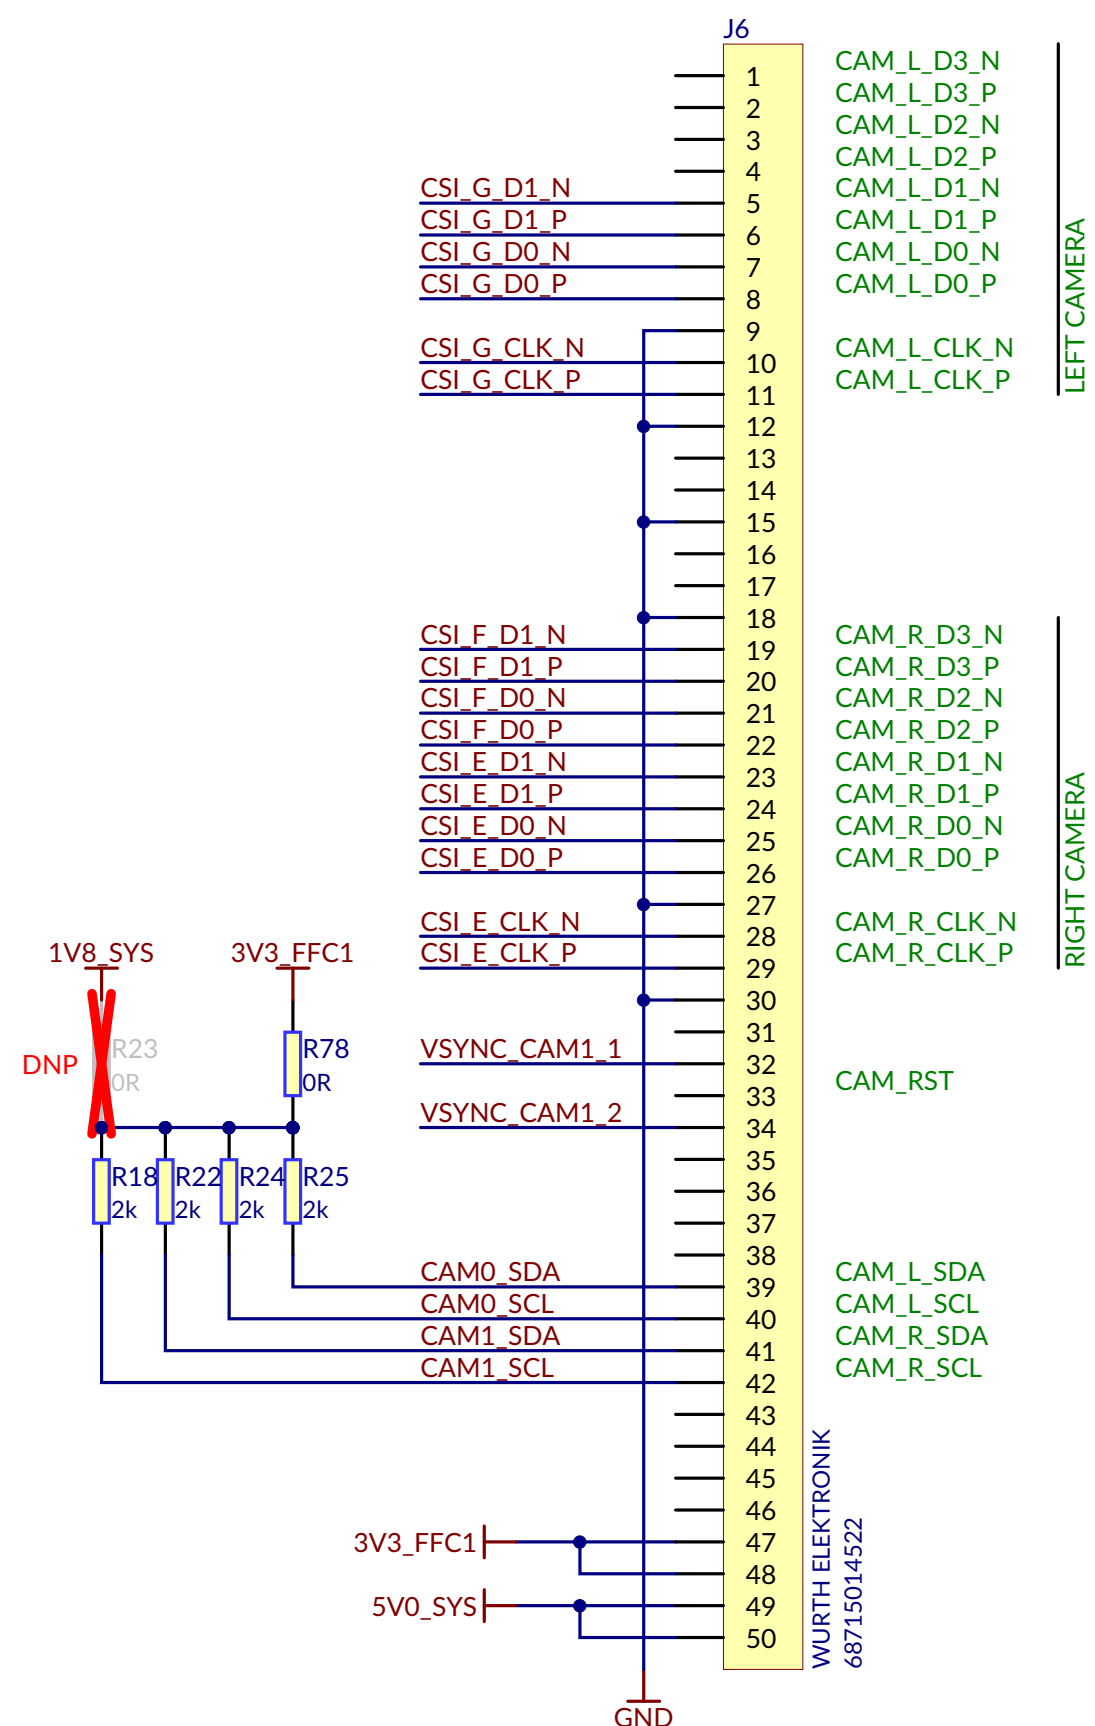 J6
1 CAM_L_D3_N
2 CAM_L_D3_P
3 CAM_L_D2_N
4 CAM_L_D2_P
CSI_G_D1_N 5 CAM_L_D1_N
CSI_G_D1_P 6 CAM_L_D1_P
CSI_G_D0_N 7 CAM_L_D0_N
CSI_G_D0_P 8 CAM_L_D0_P
9
CSI_G_CLK_N 10 CAM_L_CLK_N
CSI_G_CLK_P 11 CAM_L_CLK_P
LEFT CAMERA
12
13
14
15
16
17
18
CSI_F_D1_N 19 CAM_R_D3_N
CSI_F_D1_P 20 CAM_R_D3_P
CSI_F_D0_N 21 CAM_R_D2_N
CSI_F_D0_P 22 CAM_R_D2_P
CSI_E_D1_N 23 CAM_R_D1_N
CSI_E_D1_P 24 CAM_R_D1_P
CSI_E_D0_N 25 CAM_R_D0_N
CSI_E_D0_P 26 CAM_R_D0_P
27
CSI_E_CLK_N 28 CAM_R_CLK_N
CSI_E_CLK_P 29 CAM_R_CLK_P
RIGHT CAMERA
1V8_SYS 3V3_FFC1
30
31
DNP R23 R78
0R 0R
VSYNC_CAM1_1 32
33 CAM_RST
VSYNC_CAM1_2 34
R18 R22 R24 R25
2k 2k 2k 2k
35
36
37
38
CAM0_SDA 39 CAM_L_SDA
CAM0_SCL 40 CAM_L_SCL
CAM1_SDA 41 CAM_R_SDA
CAM1_SCL 42 CAM_R_SCL
43
44
45
46
3V3_FFC1 47
48
5V0_SYS 49
50
WURTH ELEKTRONIK
68715014522
GND